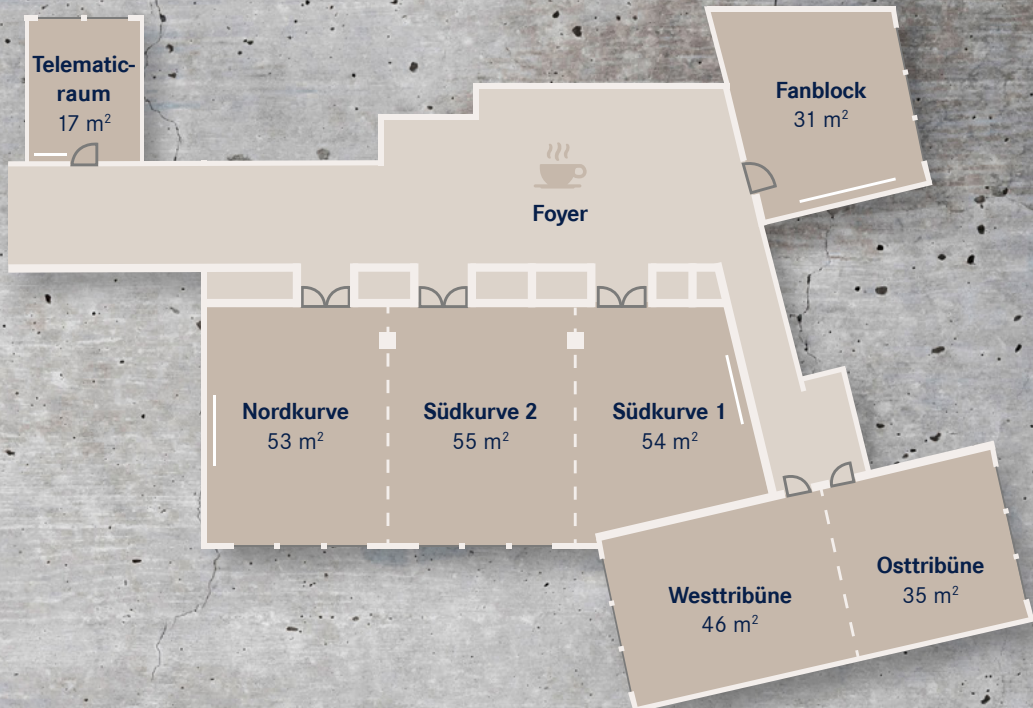 Telematic-
raum
17 m²
Fanblock
31 m²
Foyer
Nordkurve
53 m²
Südkurve 2
55 m²
Südkurve 1
54 m²
Westtribüne
46 m²
Osttribüne
35 m²